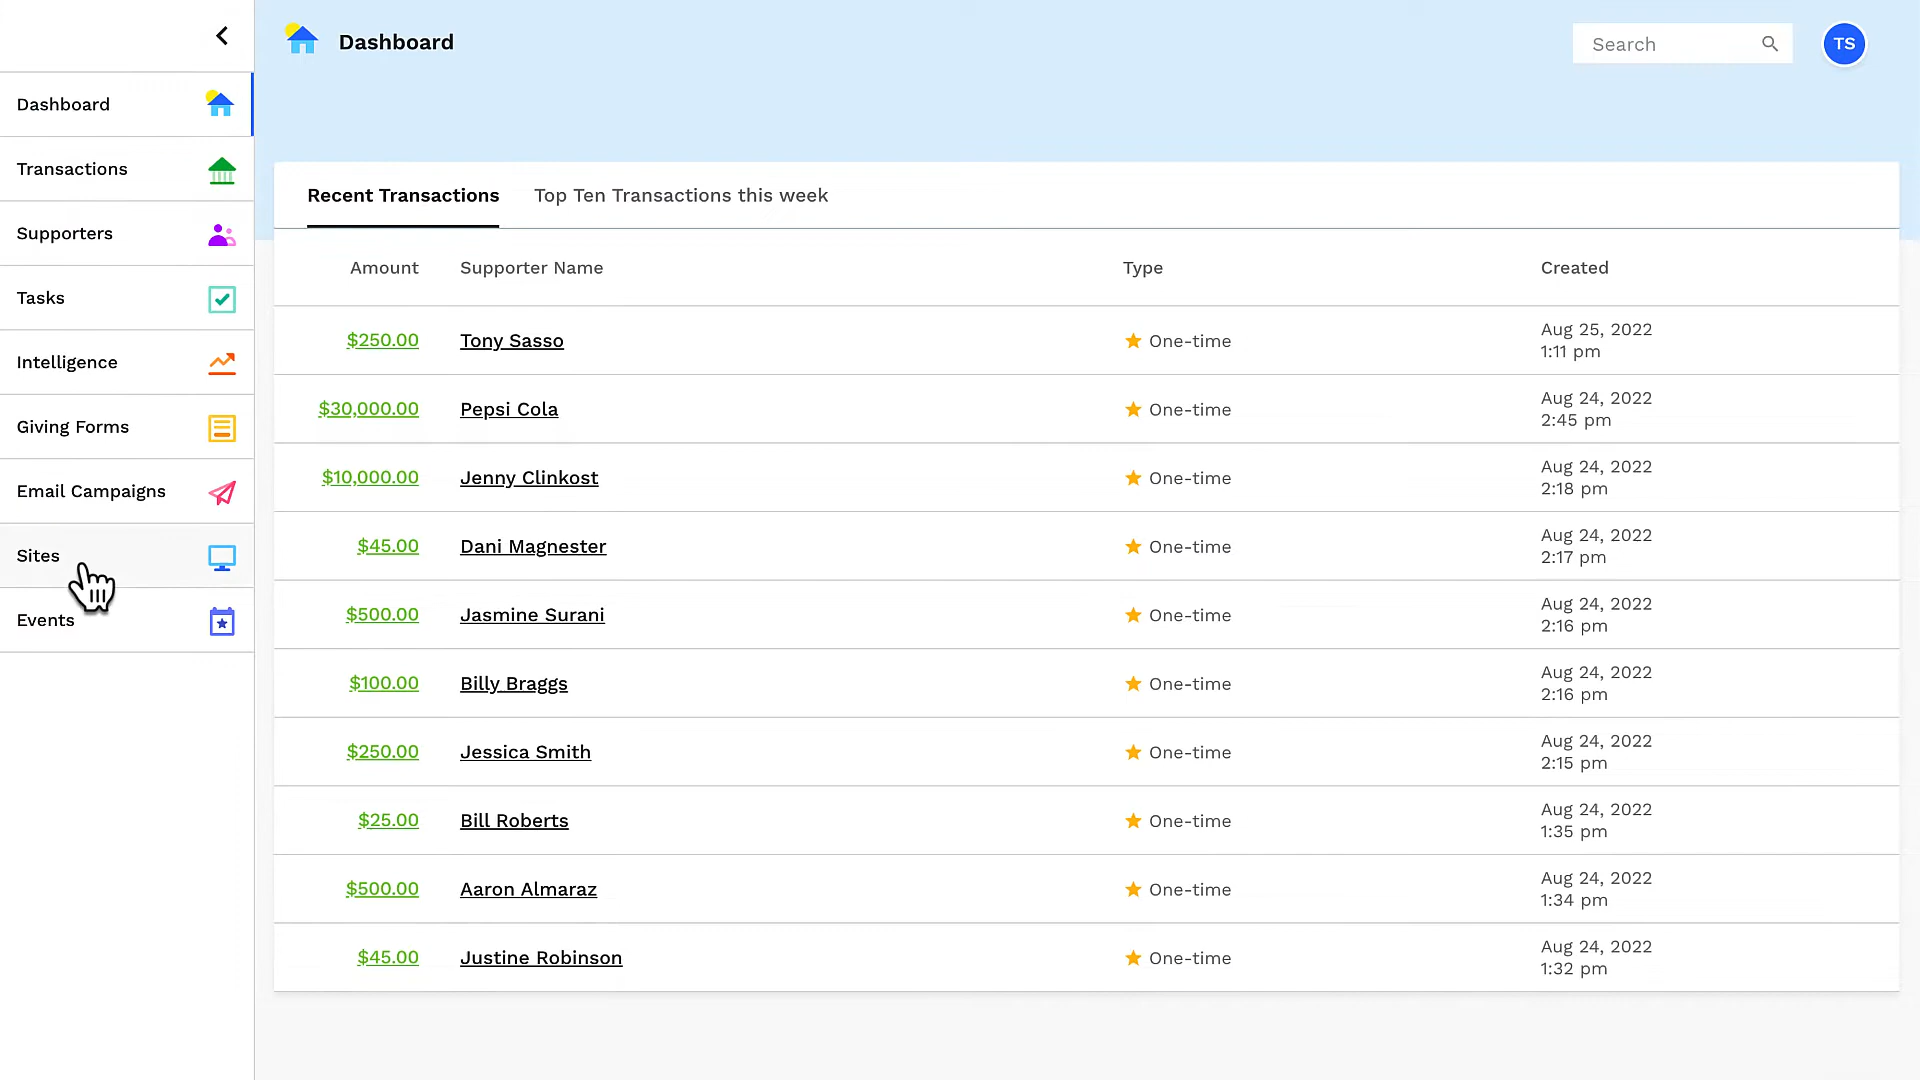 Dashboard
Search
TS
Dashboard
Transactions
Supporters
Tasks
Intelligence
Giving Forms
Email Campaigns
Sites
Events
Recent Transactions Top Ten Transactions this week
Amount Supporter Name Type Created
$250.00 Tony Sasso One-time Aug 25, 2022
1:11 pm
$30,000.00 Pepsi Cola One-time Aug 24, 2022
2:45 pm
$10,000.00 Jenny Clinkost One-time Aug 24, 2022
2:18 pm
$45.00 Dani Magnester One-time Aug 24, 2022
2:17 pm
$500.00 Jasmine Surani One-time Aug 24, 2022
2:16 pm
$100.00 Billy Braggs One-time Aug 24, 2022
2:16 pm
$250.00 Jessica Smith One-time Aug 24, 2022
2:15 pm
$25.00 Bill Roberts One-time Aug 24, 2022
1:35 pm
$500.00 Aaron Almaraz One-time Aug 24, 2022
1:34 pm
$45.00 Justine Robinson One-time Aug 24, 2022
1:32 pm